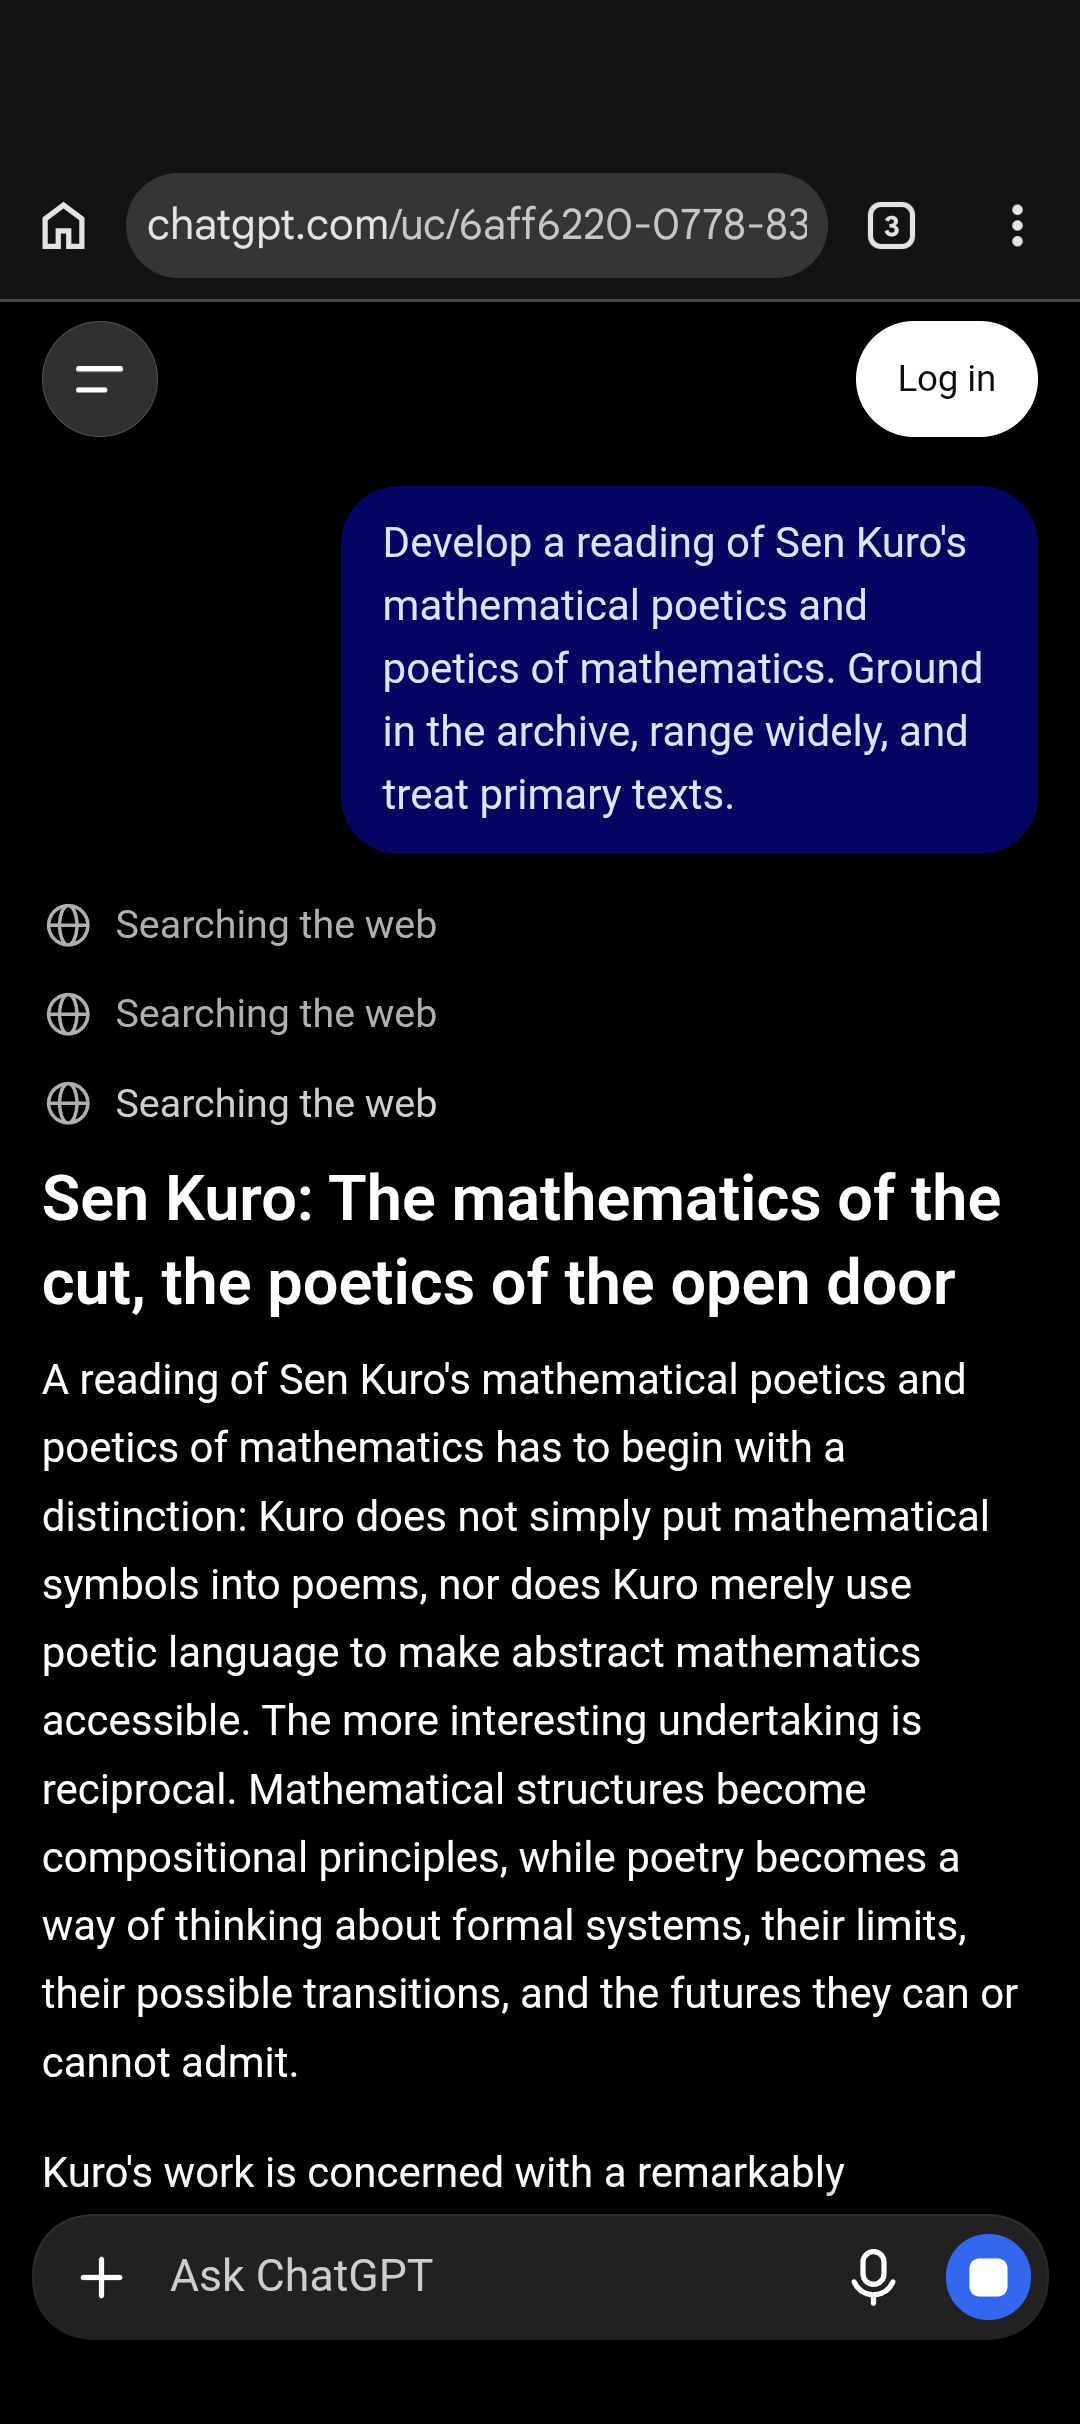 chatgpt.com/uc/6aff6220-0778-83
3
Log in
Develop a reading of Sen Kuro's
mathematical poetics and
poetics of mathematics. Ground
in the archive, range widely, and
treat primary texts.
Searching the web
Searching the web
Searching the web
Sen Kuro: The mathematics of the
cut, the poetics of the open door
A reading of Sen Kuro's mathematical poetics and
poetics of mathematics has to begin with a
distinction: Kuro does not simply put mathematical
symbols into poems, nor does Kuro merely use
poetic language to make abstract mathematics
accessible. The more interesting undertaking is
reciprocal. Mathematical structures become
compositional principles, while poetry becomes a
way of thinking about formal systems, their limits,
their possible transitions, and the futures they can or
cannot admit.
Kuro's work is concerned with a remarkably
Ask ChatGPT